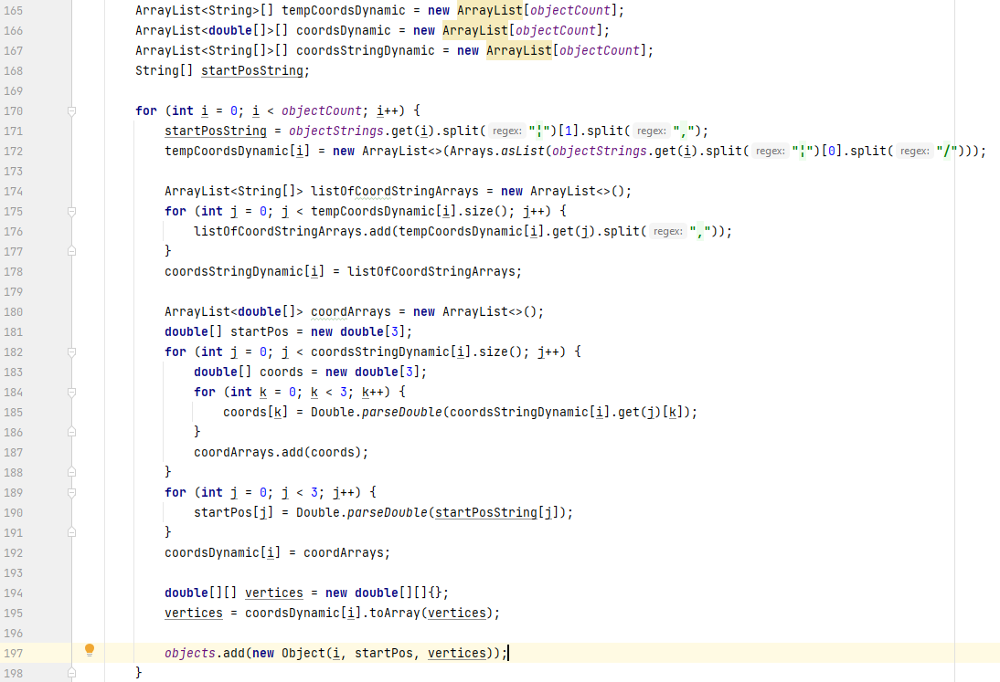 165 ArrayList<String>[] tempCoordsDynamic = new ArrayList[objectCount];
166 ArrayList<double[]>[] coordsDynamic = new ArrayList[objectCount];
167 ArrayList<String[]>[] coordsStringDynamic = new ArrayList[objectCount];
168 String[] startPosString;
169
170 for (int i = 0; i < objectCount; i++) {
171 startPosString = objectStrings.get(i).split( regex: "¦")[1].split( regex: ",");
172 tempCoordsDynamic[i] = new ArrayList<>(Arrays.asList(objectStrings.get(i).split( regex: "¦")[0].split( regex: "/")));
173
174 ArrayList<String[]> listOfCoordStringArrays = new ArrayList<>();
175 for (int j = 0; j < tempCoordsDynamic[i].size(); j++) {
176 listOfCoordStringArrays.add(tempCoordsDynamic[i].get(j).split( regex: ","));
177 }
178 coordsStringDynamic[i] = listOfCoordStringArrays;
179
180 ArrayList<double[]> coordArrays = new ArrayList<>();
181 double[] startPos = new double[3];
182 for (int j = 0; j < coordsStringDynamic[i].size(); j++) {
183 double[] coords = new double[3];
184 for (int k = 0; k < 3; k++) {
185 coords[k] = Double.parseDouble(coordsStringDynamic[i].get(j)[k]);
186 }
187 coordArrays.add(coords);
188 }
189 for (int j = 0; j < 3; j++) {
190 startPos[j] = Double.parseDouble(startPosString[j]);
191 }
192 coordsDynamic[i] = coordArrays;
193
194 double[][] vertices = new double[][]{};
195 vertices = coordsDynamic[i].toArray(vertices);
196
197 objects.add(new Object(i, startPos, vertices));
198 }